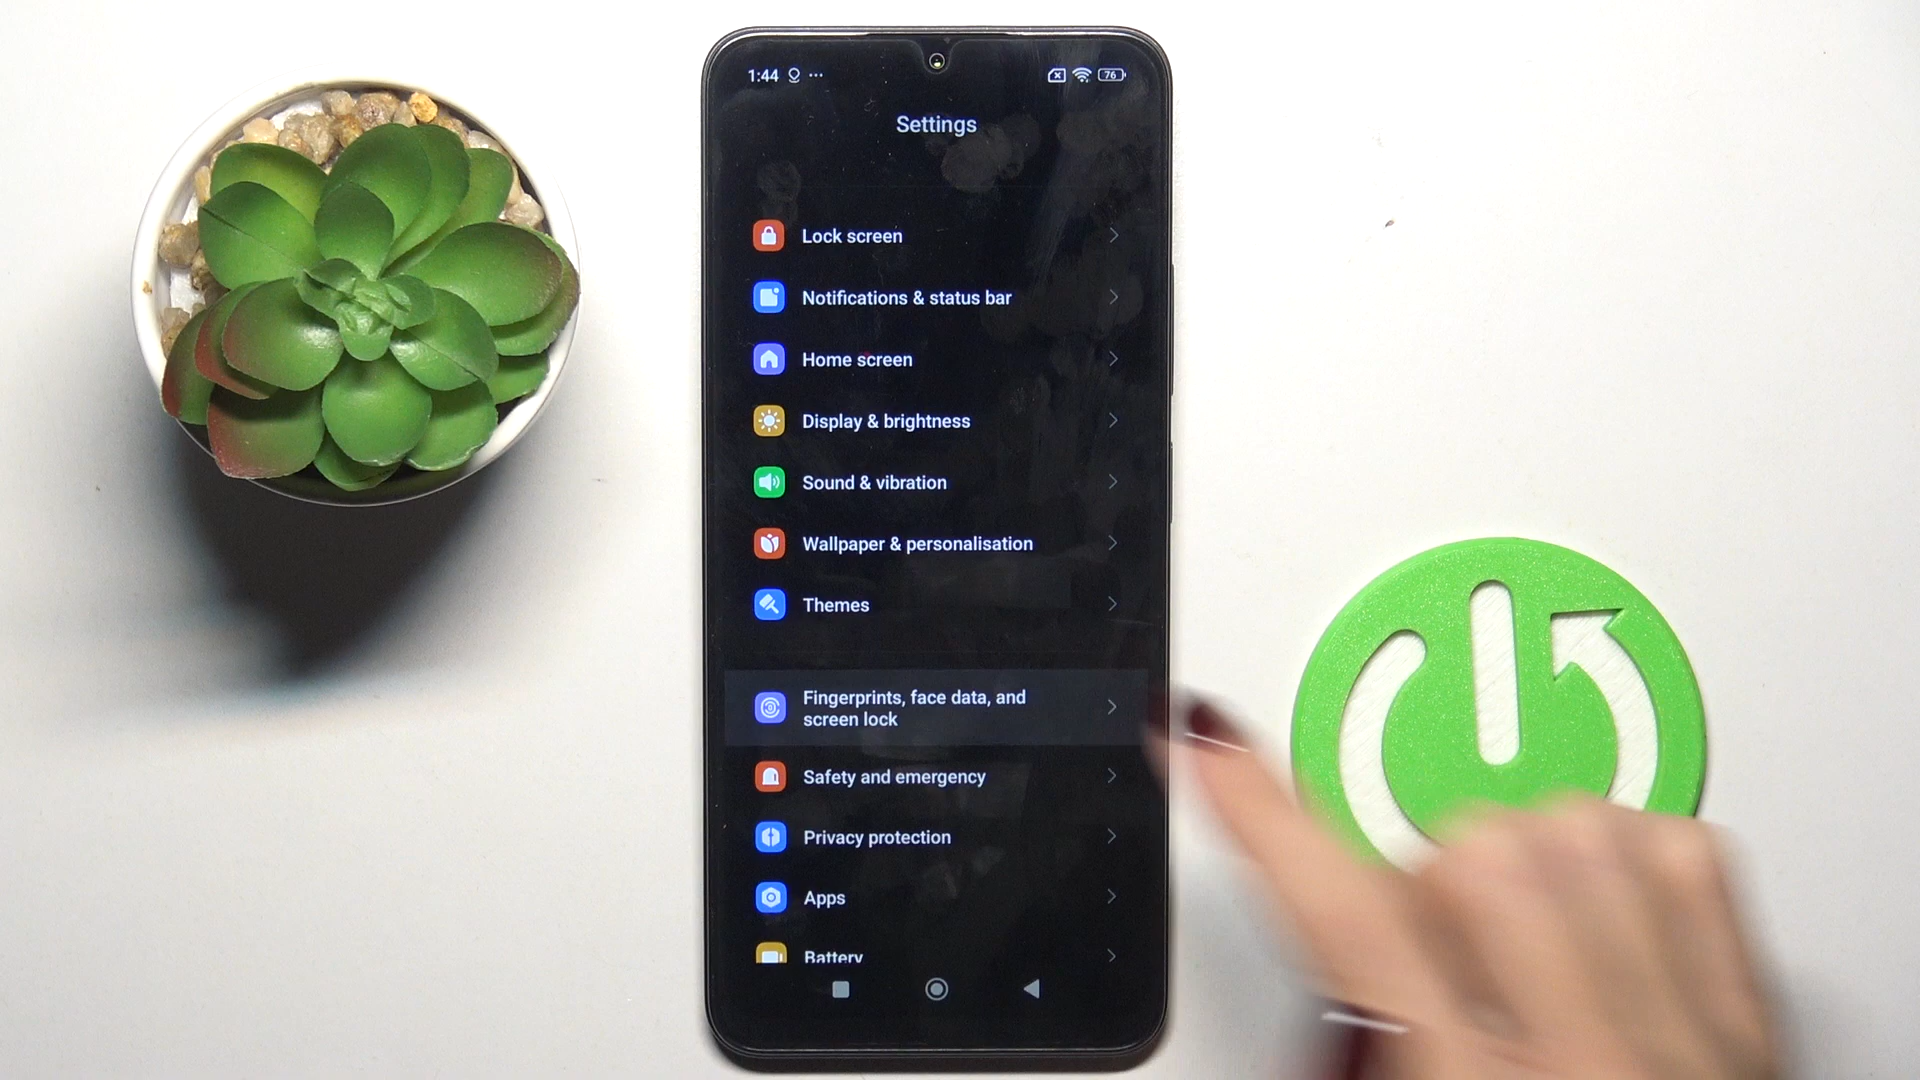 1:44 ... 76
Settings
Lock screen
Notifications & status bar
Home screen
Display & brightness
Sound & vibration
Wallpaper & personalisation
Themes
Fingerprints, face data, and
screen lock
Safety and emergency
Privacy protection
Apps
Battery